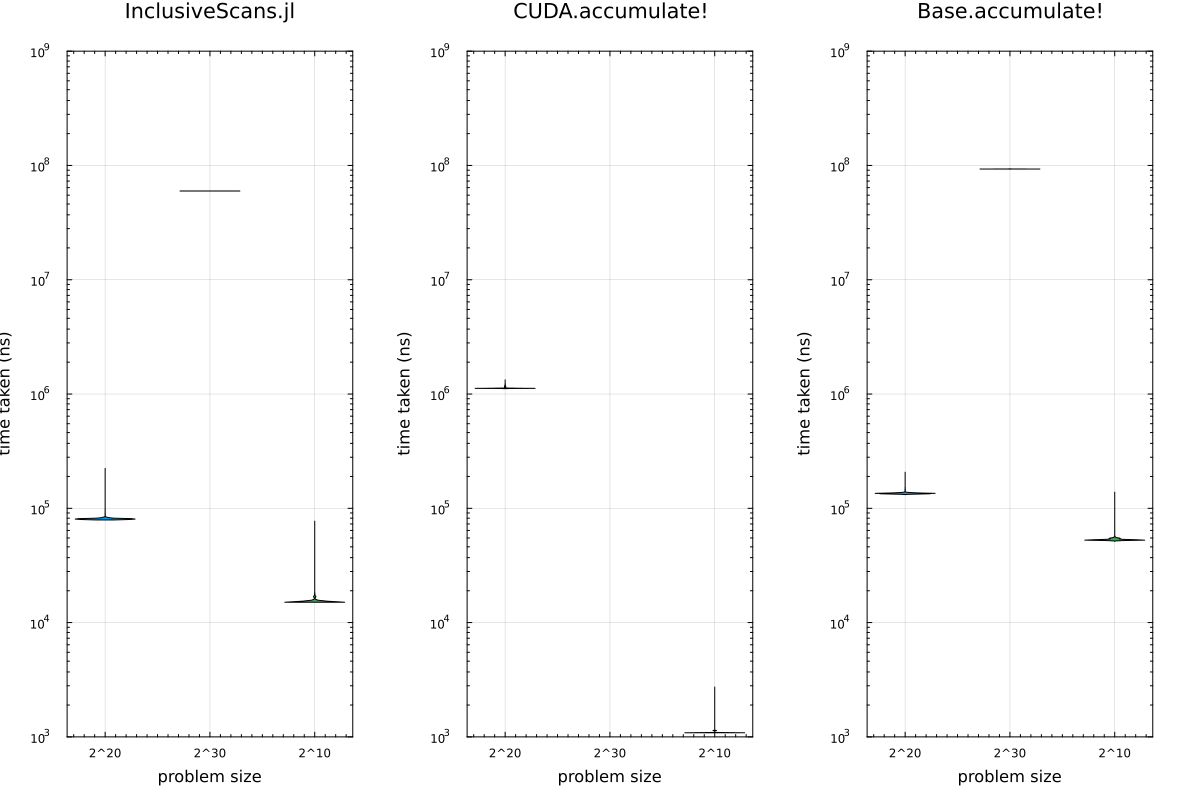 InclusiveScans.jl
10^9
10^8
10^7
10^6
10^5
10^4
10^3
time taken (ns)
2^20 2^30 2^10
problem size
CUDA.accumulate!
10^9
10^8
10^7
10^6
10^5
10^4
10^3
time taken (ns)
2^20 2^30 2^10
problem size
Base.accumulate!
10^9
10^8
10^7
10^6
10^5
10^4
10^3
time taken (ns)
2^20 2^30 2^10
problem size